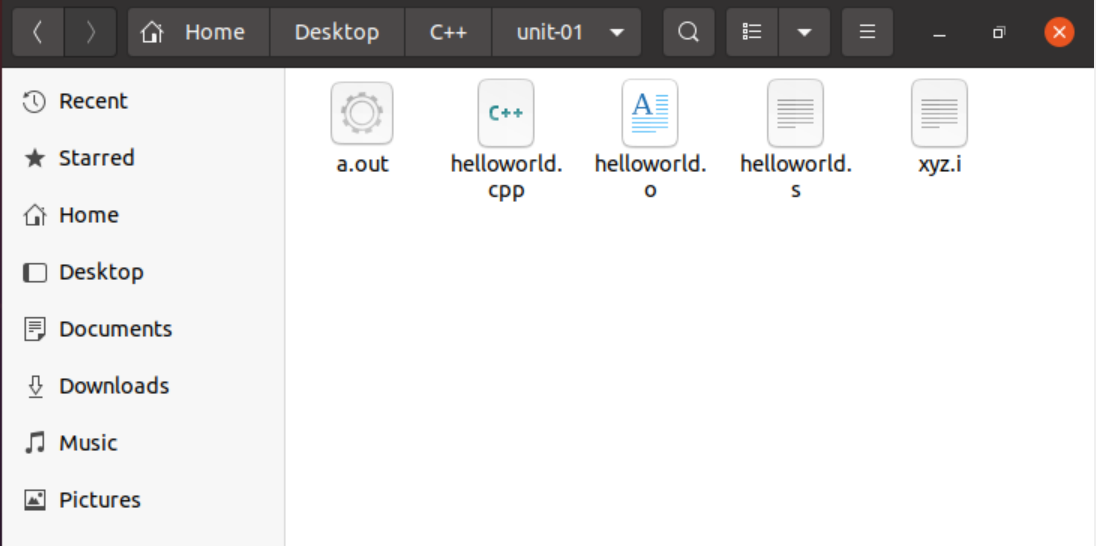 Home Desktop C++ unit-01
Recent
Starred
Home
Desktop
Documents
Downloads
Music
Pictures
C++
A
a.out
helloworld.
cpp
helloworld.
o
helloworld.
s
xyz.i